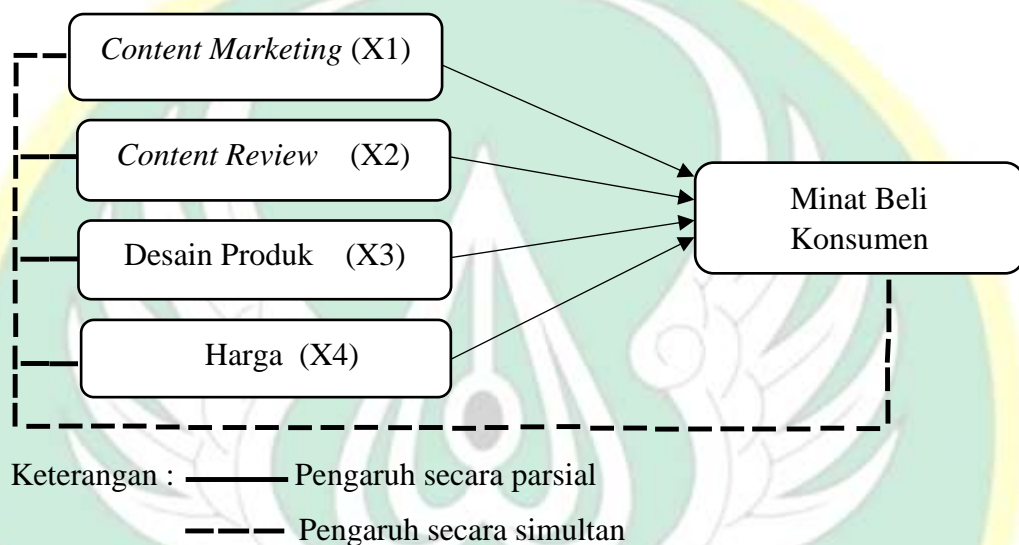 Content Marketing (X1)
Content Review (X2)
Desain Produk (X3)
Harga (X4)
Minat Beli
Konsumen
Keterangan : Pengaruh secara parsial
Pengaruh secara simultan